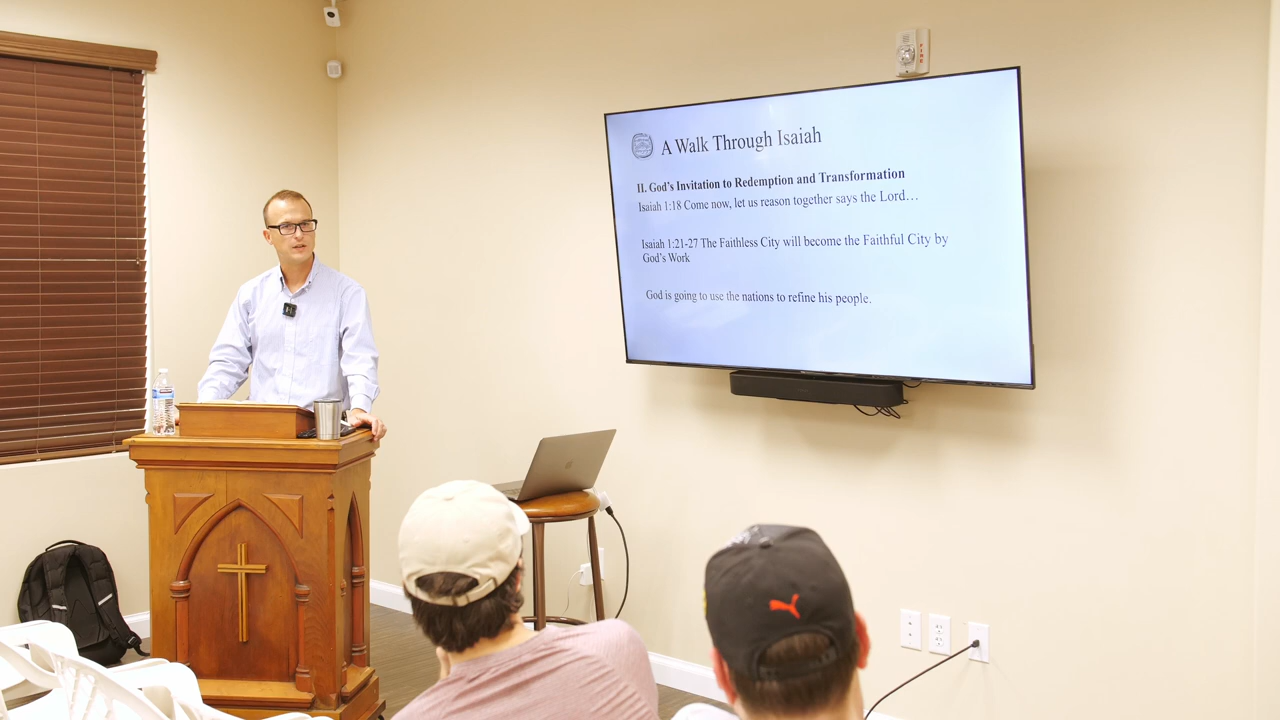 FIRE
A Walk Through Isaiah
II. God's Invitation to Redemption and Transformation
Isaiah 1:18 Come now, let us reason together says the Lord…
Isaiah 1:21-27 The Faithless City will become the Faithful City by
God's Work
God is going to use the nations to refine his people.